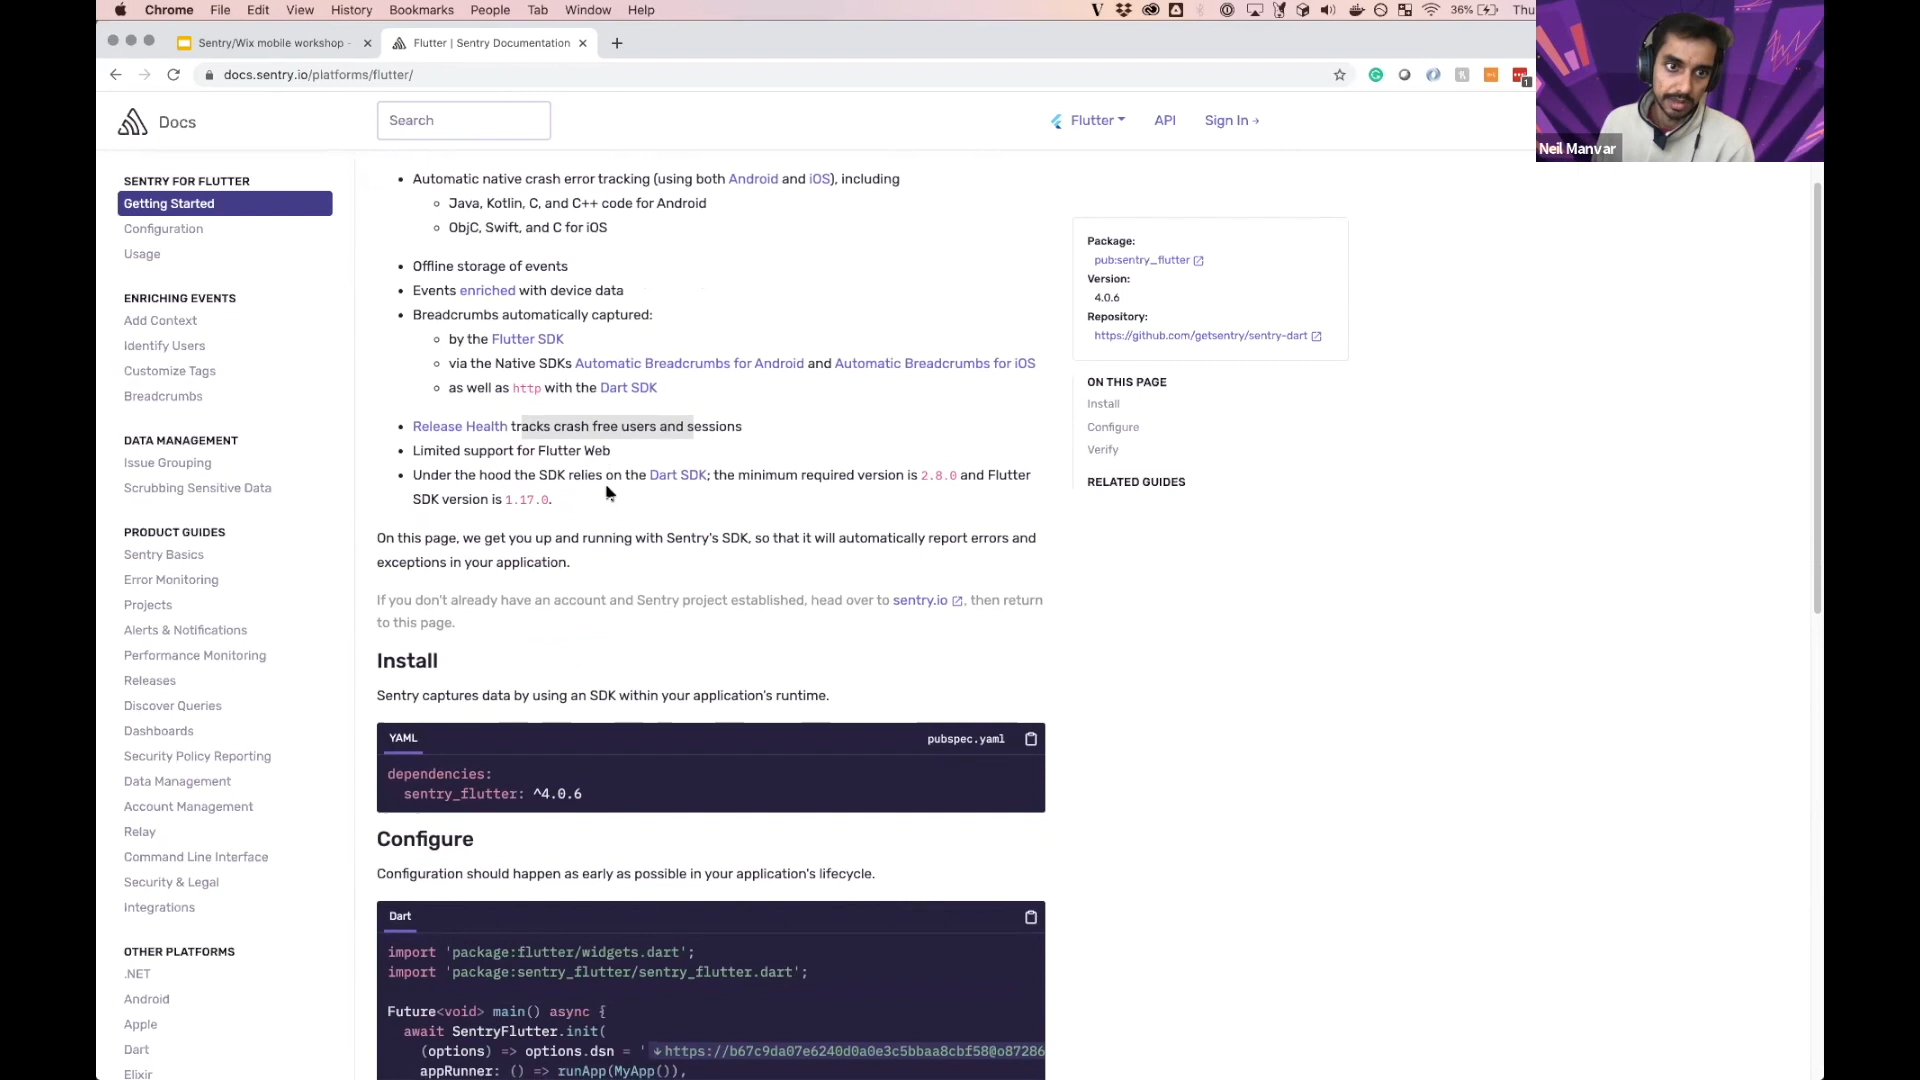 Chrome File Edit View History Bookmarks People Tab Window Help
36% Thu
Sentry/Wix mobile workshop -
Flutter | Sentry Documentation
docs.sentry.io/platforms/flutter/
Neil Manvar
Docs
Search
Flutter
API
Sign In
SENTRY FOR FLUTTER
Getting Started
Configuration
Usage
ENRICHING EVENTS
Add Context
Identify Users
Customize Tags
Breadcrumbs
DATA MANAGEMENT
Issue Grouping
Scrubbing Sensitive Data
PRODUCT GUIDES
Sentry Basics
Error Monitoring
Projects
Alerts & Notifications
Performance Monitoring
Releases
Discover Queries
Dashboards
Security Policy Reporting
Data Management
Account Management
Relay
Command Line Interface
Security & Legal
Integrations
OTHER PLATFORMS
.NET
Android
Apple
Dart
Elixir
Automatic native crash error tracking (using both Android and iOS), including
Java, Kotlin, C, and C++ code for Android
ObjC, Swift, and C for iOS
Offline storage of events
Events enriched with device data
Breadcrumbs automatically captured:
by the Flutter SDK
via the Native SDKs Automatic Breadcrumbs for Android and Automatic Breadcrumbs for iOS
as well as http with the Dart SDK
Release Health tracks crash free users and sessions
Limited support for Flutter Web
Under the hood the SDK relies on the Dart SDK; the minimum required version is 2.8.0 and Flutter
SDK version is 1.17.0.
On this page, we get you up and running with Sentry's SDK, so that it will automatically report errors and
exceptions in your application.
If you don't already have an account and Sentry project established, head over to sentry.io, then return
to this page.
Install
Sentry captures data by using an SDK within your application's runtime.
YAML
pubspec.yaml
dependencies:
sentry_flutter: ^4.0.6
Configure
Configuration should happen as early as possible in your application's lifecycle.
Dart
import 'package:flutter/widgets.dart';
import 'package:sentry_flutter/sentry_flutter.dart';
Future<void> main() async {
await SentryFlutter.init(
(options) => options.dsn = 'https://b67c9da07e6240d0a0e3c5bbaa8cbf58@o87286
appRunner: () => runApp(MyApp()),
Package:
pub:sentry_flutter
Version:
4.0.6
Repository:
https://github.com/getsentry/sentry-dart
ON THIS PAGE
Install
Configure
Verify
RELATED GUIDES